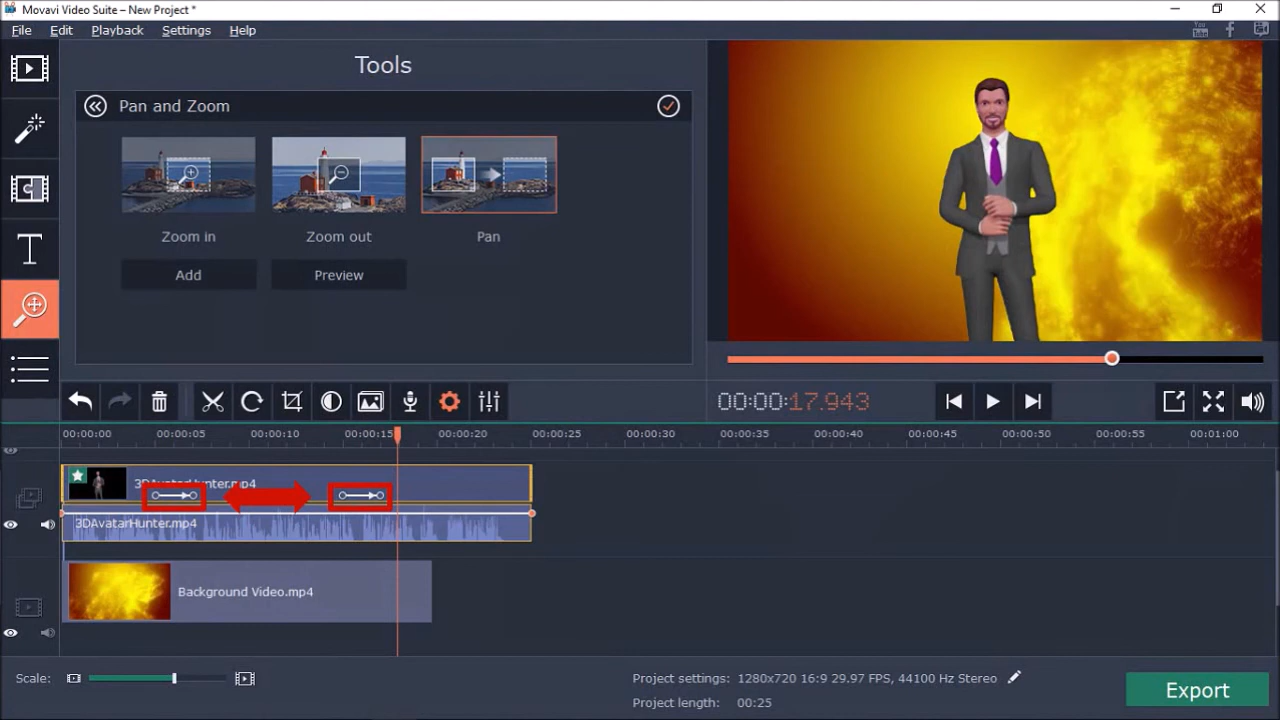 Movavi Video Suite – New Project *
File Edit Playback Settings Help
You Tube
Tools
Pan and Zoom
Zoom in Zoom out Pan
Add Preview
00:00:17.943
00:00:00 00:00:05 00:00:10 00:00:15 00:00:20 00:00:25 00:00:30 00:00:35 00:00:40 00:00:45 00:00:50 00:00:55 00:01:00
3DAvatarHunter.mp4
3DAvatarHunter.mp4
Background Video.mp4
Scale:
Project settings: 1280x720 16:9 29.97 FPS, 44100 Hz Stereo
Project length: 00:25
Export